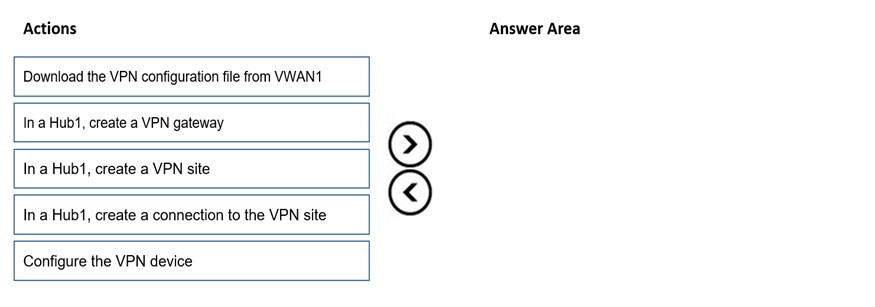 Actions
Answer Area
Download the VPN configuration file from VWAN1
In a Hub1, create a VPN gateway
In a Hub1, create a VPN site
In a Hub1, create a connection to the VPN site
Configure the VPN device